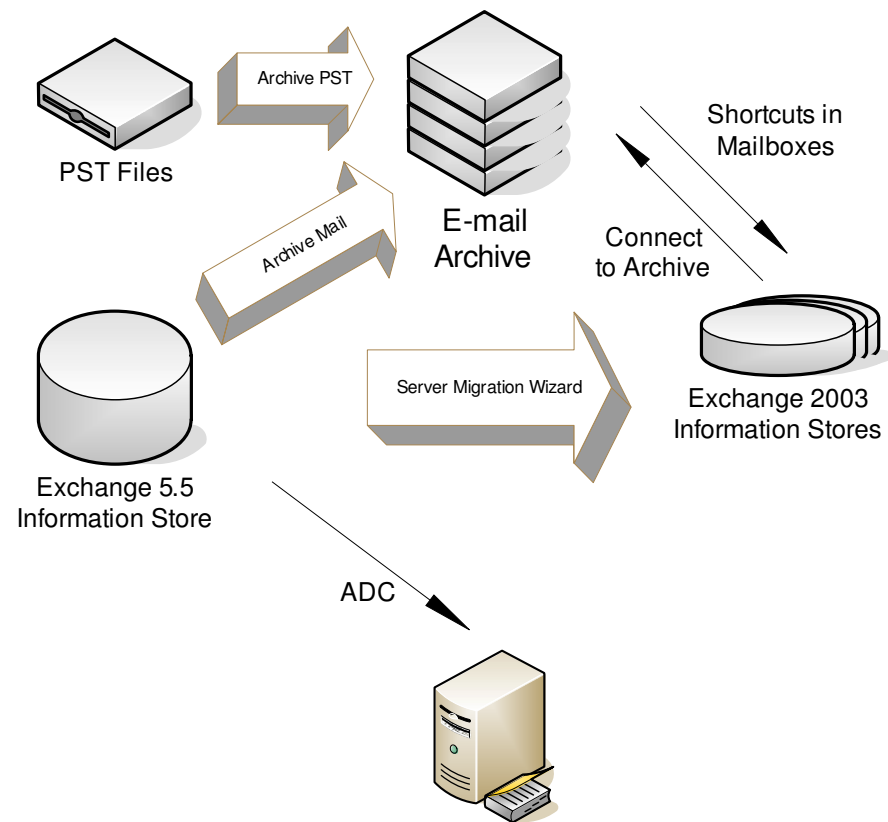 Archive PST
PST Files
Shortcuts in
Mailboxes
E-mail
Archive
Archive Mail
Connect
to Archive
Server Migration Wizard
Exchange 2003
Information Stores
Exchange 5.5
Information Store
ADC